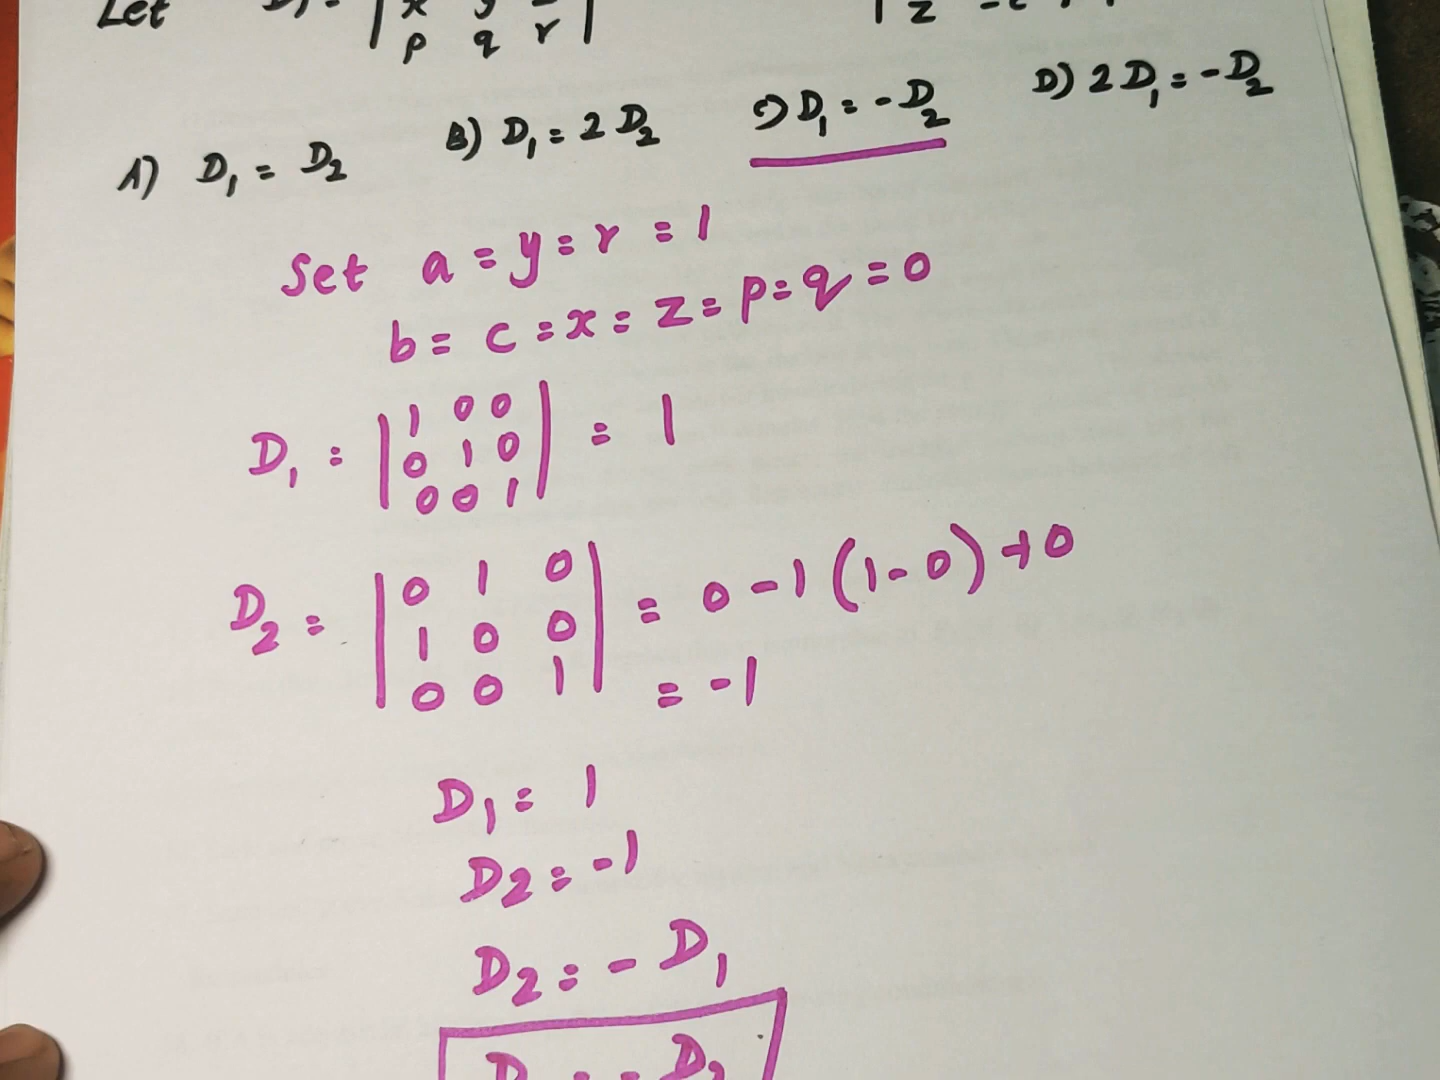 Let D₁ = | x y
p q r | | z -c
A) D₁ = D₂ B) D₁ = 2D₂ C) D₁ = -D₂ D) 2D₁ = -D₂
Set a = y = r = 1
b = c = x = z = p = q = 0
D₁ = | 1 0 0 | = 1
0 1 0
0 0 1
D₂ = | 0 1 0 | = 0 - 1 (1 - 0) + 0
1 0 0
0 0 1 = -1
D₁ = 1
D₂ = -1
D₂ = - D₁